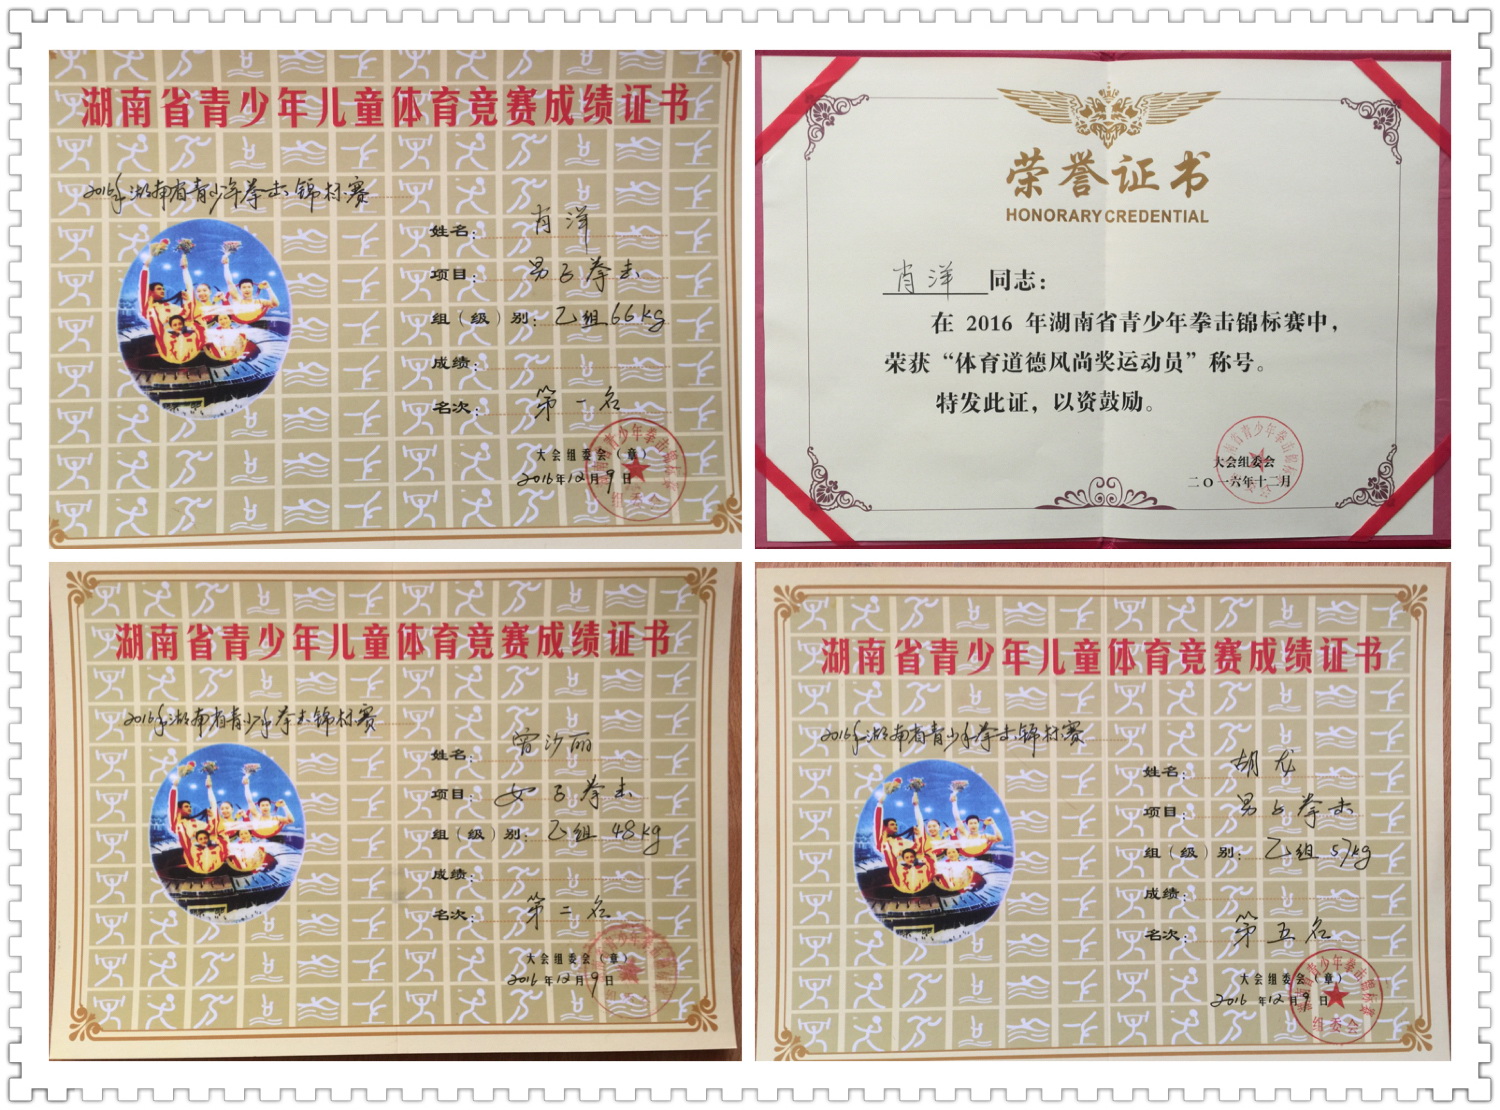 湖南省青少年儿童体育竞赛成绩证书
2016年湖南省青少年拳击锦标赛
姓名：肖洋
项目：男子拳击
组（级）别：乙组66kg
成绩：
名次：第一名
大会组委会（章）
2016年12月9日
荣誉证书
HONORARY CREDENTIAL
肖洋同志：
在 2016 年湖南省青少年拳击锦标赛中，
荣获“体育道德风尚奖运动员”称号。
特发此证，以资鼓励。
大会组委会
二〇一六年十二月
湖南省青少年儿童体育竞赛成绩证书
2016年湖南省青少年拳击锦标赛
姓名：曾沙丽
项目：女子拳击
组（级）别：乙组 48kg
成绩：
名次：第二名
大会组委会（章）
2016年12月9日
湖南省青少年儿童体育竞赛成绩证书
2016年湖南省青少年拳击锦标赛
姓名：胡龙
项目：男子拳击
组（级）别：乙组 57kg
成绩：
名次：第五名
大会组委会（章）
2016年12月9日
组委会